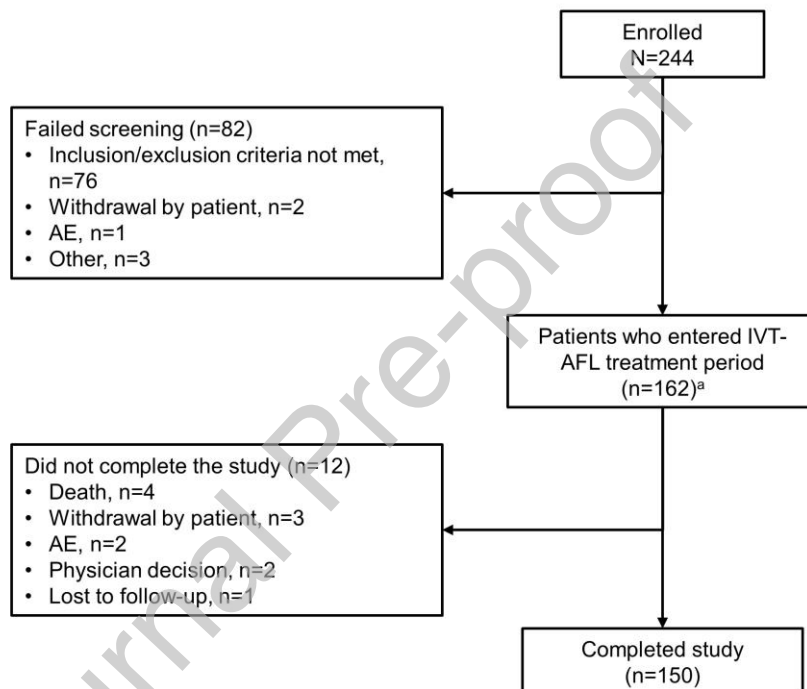 Enrolled
N=244
Failed screening (n=82)
• Inclusion/exclusion criteria not met,
n=76
• Withdrawal by patient, n=2
• AE, n=1
• Other, n=3
Patients who entered IVT-
AFL treatment period
(n=162)ᵃ
Did not complete the study (n=12)
• Death, n=4
• Withdrawal by patient, n=3
• AE, n=2
• Physician decision, n=2
• Lost to follow-up, n=1
Completed study
(n=150)
urnal Pre-proof